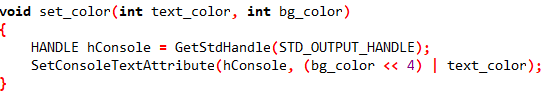 void set_color(int text_color, int bg_color)
{
    HANDLE hConsole = GetStdHandle(STD_OUTPUT_HANDLE);
    SetConsoleTextAttribute(hConsole, (bg_color << 4) | text_color);
}